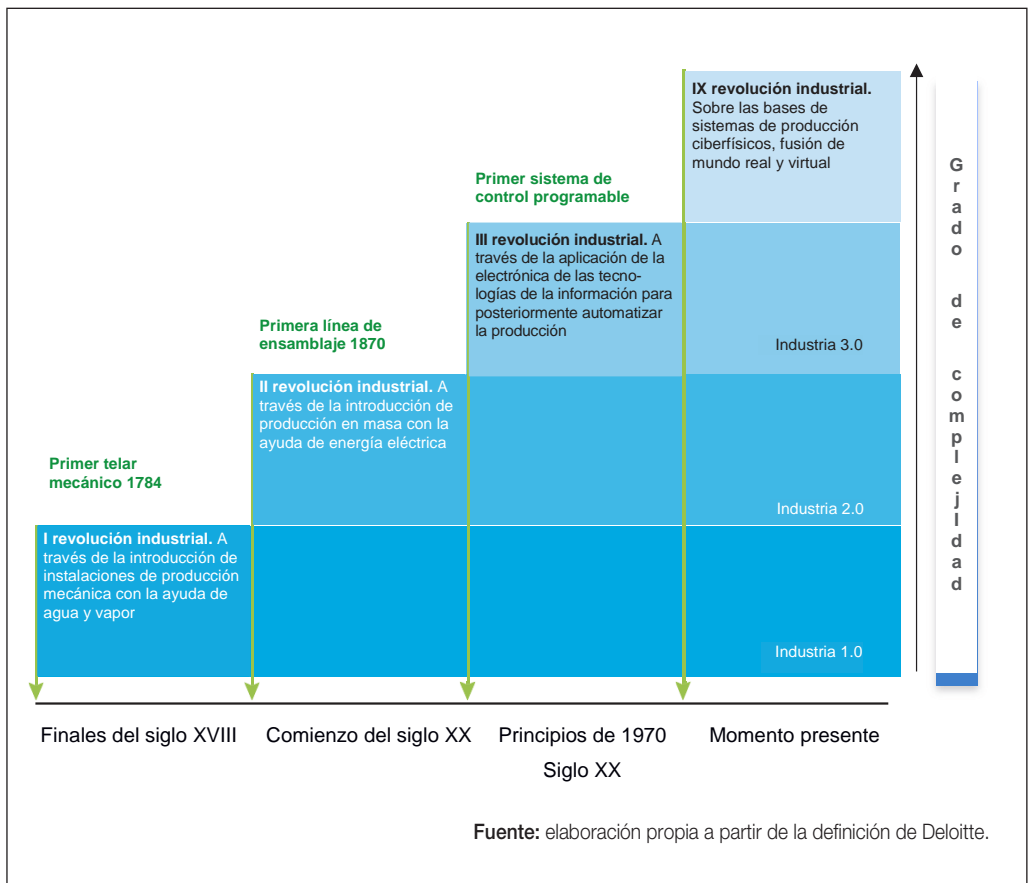 IX revolución industrial.
Sobre las bases de
sistemas de producción
ciberfísicos, fusión de
mundo real y virtual
Primer sistema de
control programable
III revolución industrial. A
través de la aplicación de la
electrónica de las tecno-
logías de la información para
posteriormente automatizar
la producción
Industria 3.0
Primera línea de
ensamblaje 1870
II revolución industrial. A
través de la introducción de
producción en masa con la
ayuda de energía eléctrica
Industria 2.0
Primer telar
mecánico 1784
I revolución industrial. A
través de la introducción de
instalaciones de producción
mecánica con la ayuda de
agua y vapor
Industria 1.0
Grado de complejIdad
Finales del siglo XVIII
Comienzo del siglo XX
Principios de 1970
Siglo XX
Momento presente
Fuente: elaboración propia a partir de la definición de Deloitte.